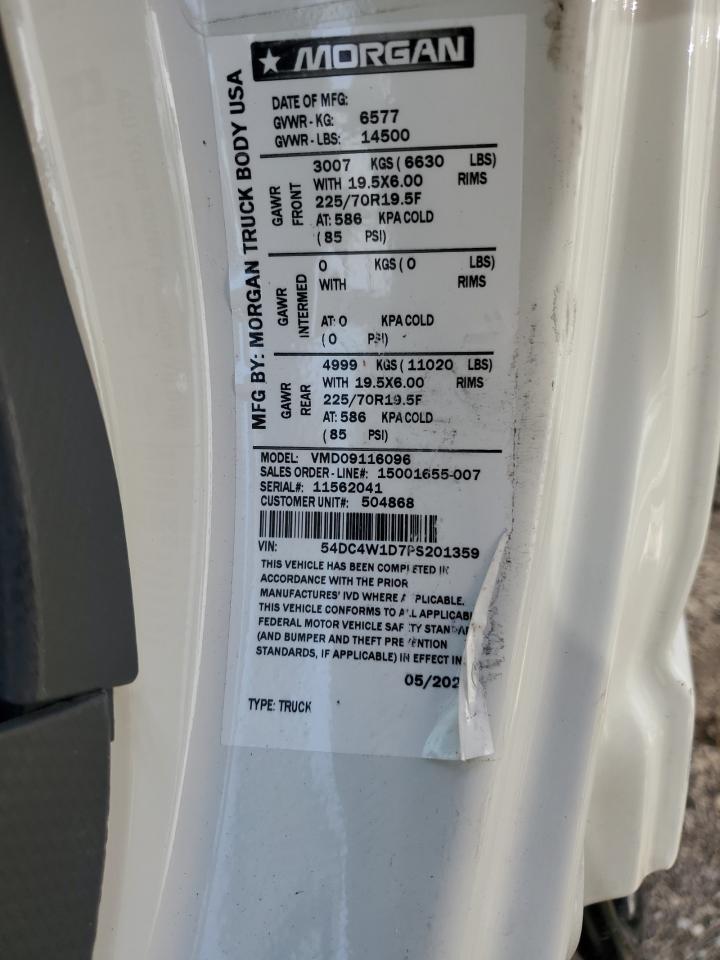 ★ MORGAN
MFG BY: MORGAN TRUCK BODY USA
DATE OF MFG:
GVWR - KG: 6577
GVWR - LBS: 14500
GAWR FRONT
3007 KGS ( 6630 LBS)
WITH 19.5X6.00 RIMS
225/70R19.5F
AT: 586 KPA COLD
( 85 PSI)
GAWR INTERMED
0 KGS ( 0 LBS)
WITH RIMS
AT: 0 KPA COLD
( 0 PSI)
GAWR REAR
4999 KGS ( 11020 LBS)
WITH 19.5X6.00 RIMS
225/70R19.5F
AT: 586 KPA COLD
( 85 PSI)
MODEL: VMD09116096
SALES ORDER - LINE#: 15001655-007
SERIAL#: 11562041
CUSTOMER UNIT#: 504868
VIN: 54DC4W1D7PS201359
THIS VEHICLE HAS BEEN COMPLETED IN
ACCORDANCE WITH THE PRIOR
MANUFACTURES' IVD WHERE APPLICABLE.
THIS VEHICLE CONFORMS TO ALL APPLICAB
FEDERAL MOTOR VEHICLE SAFETY STANDAR
(AND BUMPER AND THEFT PREVENTION
STANDARDS, IF APPLICABLE) IN EFFECT IN
05/202
TYPE: TRUCK